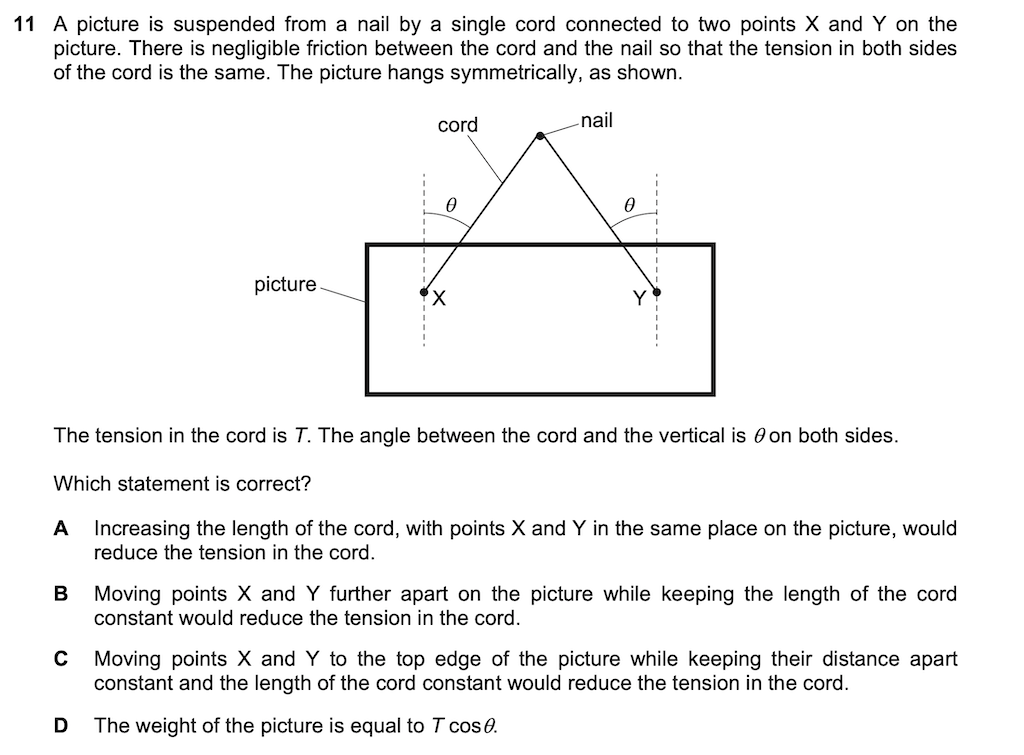 11 A picture is suspended from a nail by a single cord connected to two points X and Y on the
picture. There is negligible friction between the cord and the nail so that the tension in both sides
of the cord is the same. The picture hangs symmetrically, as shown.
cord
nail
θ
θ
picture
X
Y
The tension in the cord is T. The angle between the cord and the vertical is θ on both sides.
Which statement is correct?
A Increasing the length of the cord, with points X and Y in the same place on the picture, would
reduce the tension in the cord.
B Moving points X and Y further apart on the picture while keeping the length of the cord
constant would reduce the tension in the cord.
C Moving points X and Y to the top edge of the picture while keeping their distance apart
constant and the length of the cord constant would reduce the tension in the cord.
D The weight of the picture is equal to T cos θ.